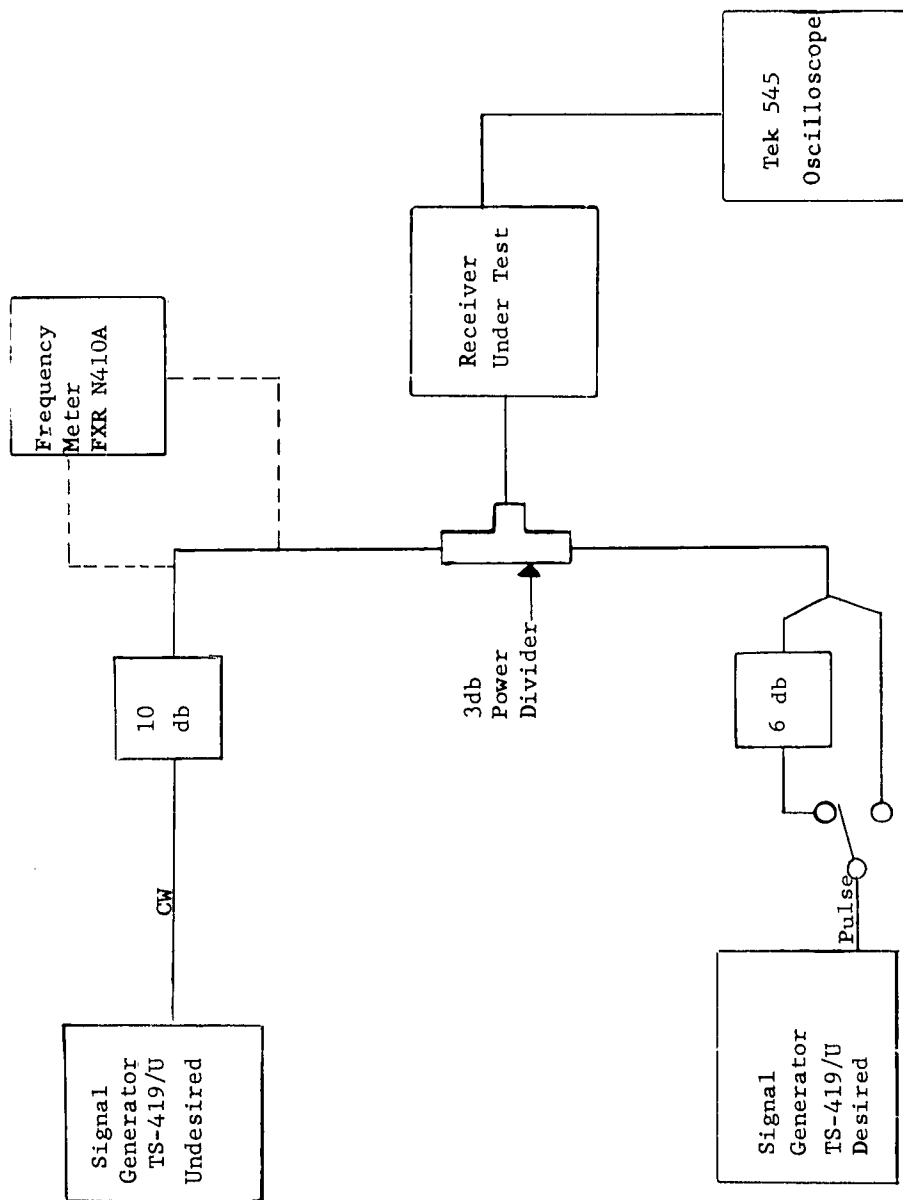 Signal
Generator
TS-419/U
Undesired
CW
10
db
Frequency
Meter
FXR N410A
3db
Power
Divider
Receiver
Under Test
Signal
Generator
TS-419/U
Desired
Pulse
6 db
Tek 545
Oscilloscope